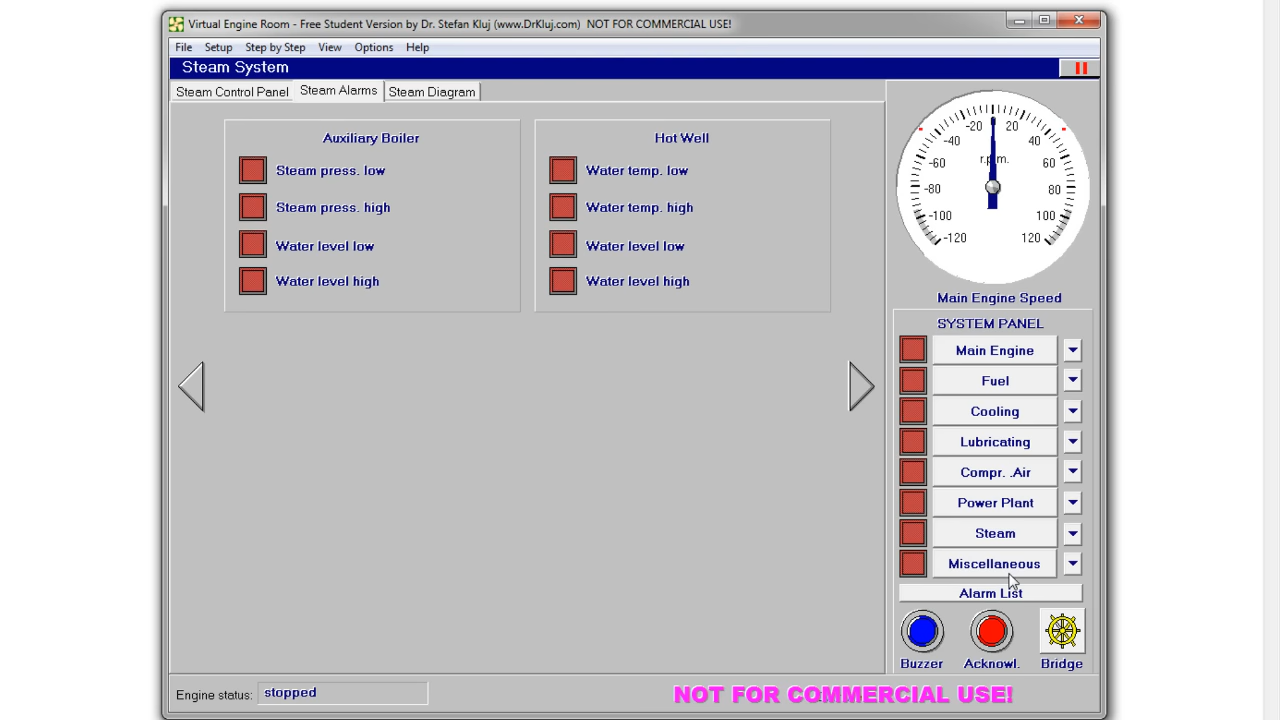 Virtual Engine Room - Free Student Version by Dr. Stefan Kluj (www.DrKluj.com)  NOT FOR COMMERCIAL USE!
File Setup Step by Step View Options Help
Steam System
Steam Control Panel Steam Alarms Steam Diagram
Auxiliary Boiler
Steam press. low
Steam press. high
Water level low
Water level high
Hot Well
Water temp. low
Water temp. high
Water level low
Water level high
-20 20
-40 40
r.p.m.
-60 60
-80 80
-100 100
-120 120
Main Engine Speed
SYSTEM PANEL
Main Engine
Fuel
Cooling
Lubricating
Compr. .Air
Power Plant
Steam
Miscellaneous
Alarm List
Buzzer Acknowl. Bridge
Engine status: stopped
NOT FOR COMMERCIAL USE!